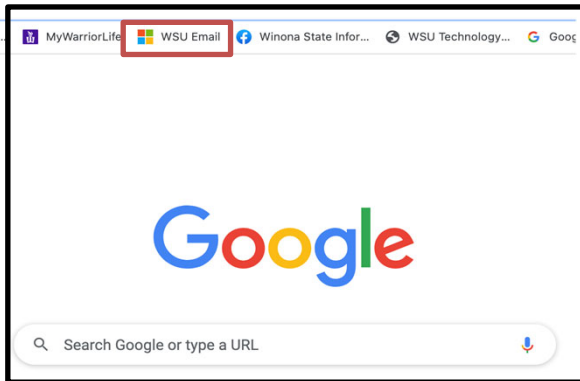 MyWarriorLife WSU Email Winona State Infor... WSU Technology... Goog
Google
Search Google or type a URL